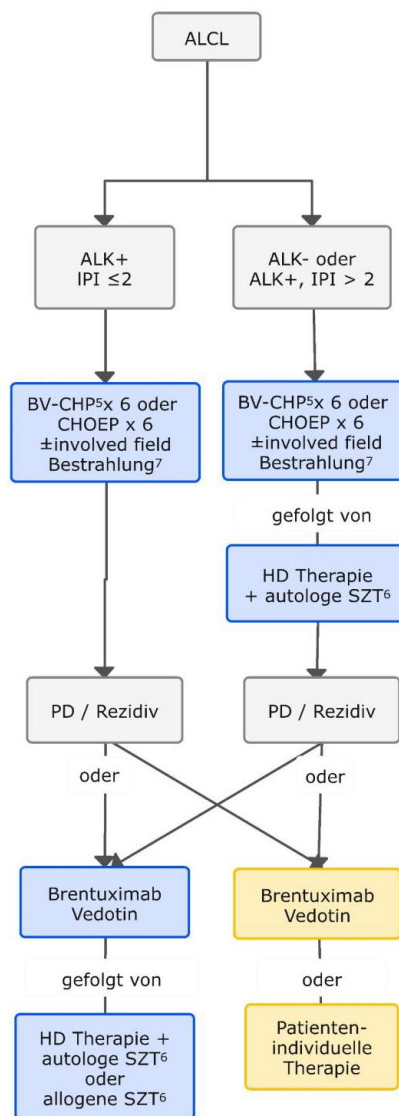 ALCL
ALK+
IPI ≤2
ALK- oder
ALK+, IPI > 2
BV-CHP⁵x 6 oder
CHOEP x 6
±involved field
Bestrahlung⁷
BV-CHP⁵x 6 oder
CHOEP x 6
±involved field
Bestrahlung⁷
gefolgt von
HD Therapie
+ autologe SZT⁶
PD / Rezidiv
PD / Rezidiv
oder
oder
Brentuximab
Vedotin
Brentuximab
Vedotin
gefolgt von
oder
HD Therapie +
autologe SZT⁶
oder
allogene SZT⁶
Patienten-
individuelle
Therapie